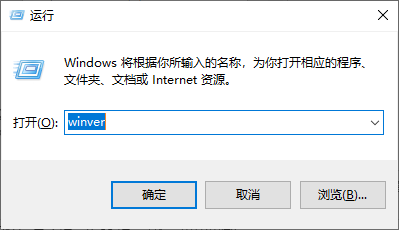 运行
Windows 将根据你所输入的名称，为你打开相应的程序、
文件夹、文档或 Internet 资源。
打开(O): winver
确定 取消 浏览(B)...